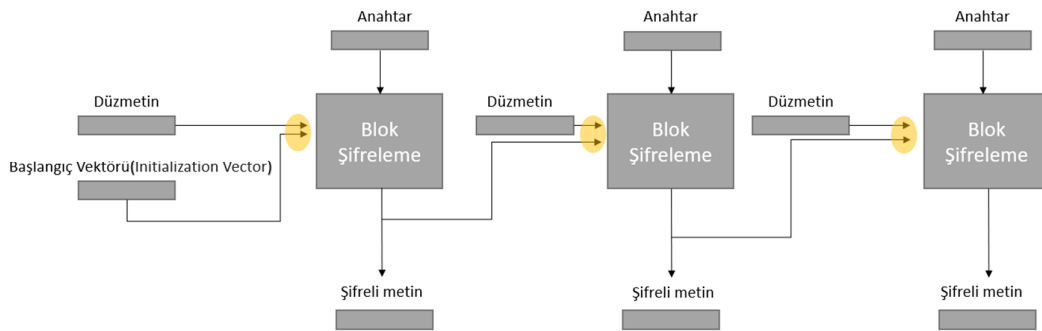 Anahtar
Anahtar
Anahtar
Düzmetin
Düzmetin
Düzmetin
Blok
Şifreleme
Blok
Şifreleme
Blok
Şifreleme
Başlangıç Vektörü(Initialization Vector)
Şifreli metin
Şifreli metin
Şifreli metin